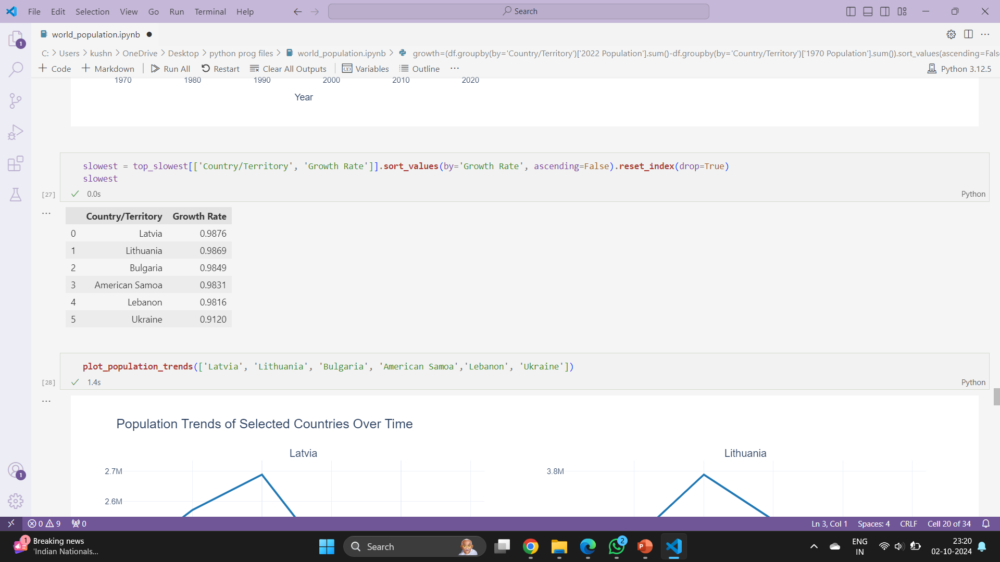 File Edit Selection View Go Run Terminal Help
Search
world_population.ipynb
C: > Users > kushn > OneDrive > Desktop > python prog files > world_population.ipynb > growth=(df.groupby(by='Country/Territory')['2022 Population'].sum()-df.groupby(by='Country/Territory')['1970 Population'].sum()).sort_values(ascending=False
+ Code + Markdown Run All Restart Clear All Outputs Variables Outline ... Python 3.12.5
1970 1980 1990 2000 2010 2020
Year
slowest = top_slowest[['Country/Territory', 'Growth Rate']].sort_values(by='Growth Rate', ascending=False).reset_index(drop=True)
slowest
[27] 0.0s Python
...
Country/Territory Growth Rate
0 Latvia 0.9876
1 Lithuania 0.9869
2 Bulgaria 0.9849
3 American Samoa 0.9831
4 Lebanon 0.9816
5 Ukraine 0.9120
plot_population_trends(['Latvia', 'Lithuania', 'Bulgaria', 'American Samoa','Lebanon', 'Ukraine'])
[28] 1.4s Python
...
Population Trends of Selected Countries Over Time
Latvia Lithuania
2.7M 3.8M
2.6M
1
1
0 9 0 Ln 3, Col 1 Spaces: 4 CRLF Cell 20 of 34
1 Breaking news
'Indian Nationals...
Search
2
P
ENG
IN
23:20
02-10-2024